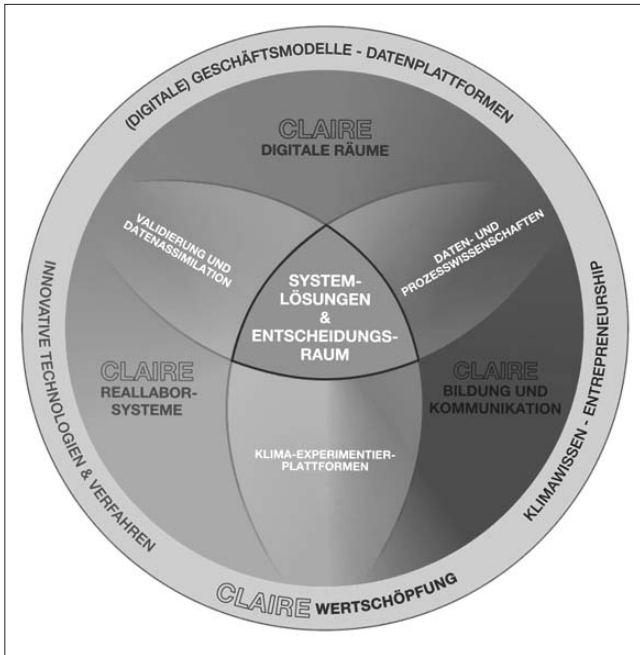 (DIGITALE) GESCHÄFTSMODELLE - DATENPLATTFORMEN
CLAIRE
DIGITALE RÄUME
VALIDIERUNG UND
DATENASSIMILATION
DATEN- UND
PROZESSWISSENSCHAFTEN
SYSTEM-
LÖSUNGEN
&
ENTSCHEIDUNGS-
RAUM
INNOVATIVE TECHNOLOGIEN & VERFAHREN
CLAIRE
REALLABOR-
SYSTEME
CLAIRE
BILDUNG UND
KOMMUNIKATION
KLIMAWISSEN - ENTREPRENEURSHIP
KLIMA-EXPERIMENTIER-
PLATTFORMEN
CLAIRE WERTSCHÖPFUNG